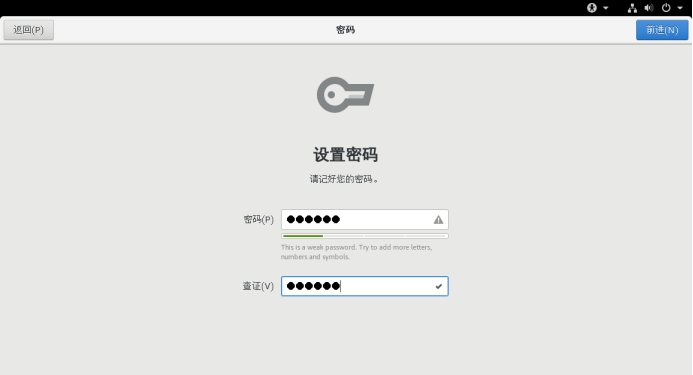 返回(P)
密码
前进(N)
设置密码
请记好您的密码。
密码(P)
This is a weak password. Try to add more letters,
numbers and symbols.
查证(V)